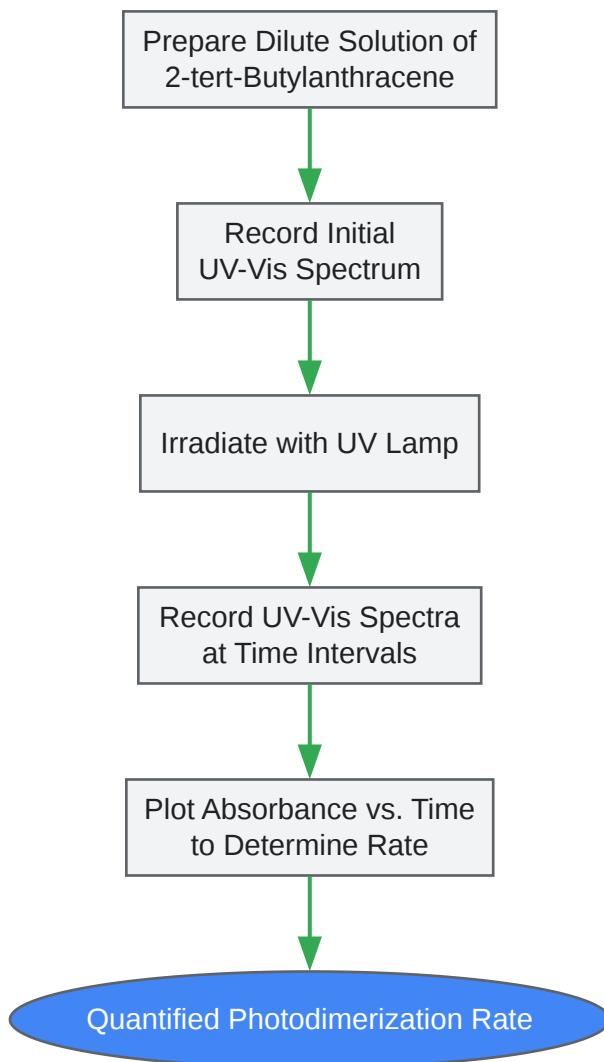 Prepare Dilute Solution of
2-tert-Butylanthracene
Record Initial
UV-Vis Spectrum
Irradiate with UV Lamp
Record UV-Vis Spectra
at Time Intervals
Plot Absorbance vs. Time
to Determine Rate
Quantified Photodimerization Rate